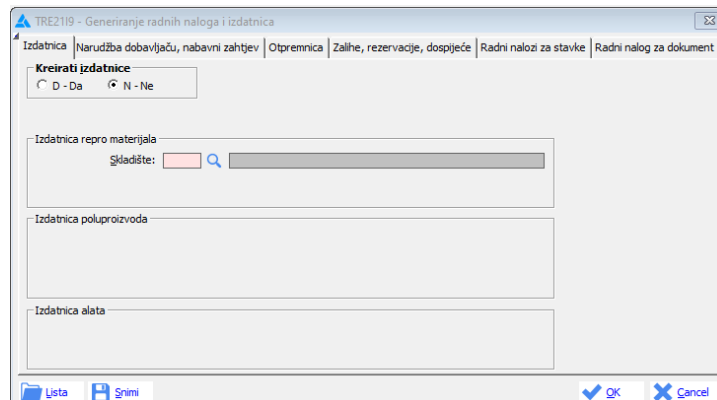 TRE21I9 - Generiranje radnih naloga i izdatnica
Izdatnica Narudžba dobavljaču, nabavni zahtjev Otpremnica Zalihe, rezervacije, dospijeće Radni nalozi za stavke Radni nalog za dokument
Kreirati izdatnice
D - Da N - Ne
Izdatnica repro materijala
Skladište:
Izdatnica poluproizvoda
Izdatnica alata
Lista Snimi OK Cancel